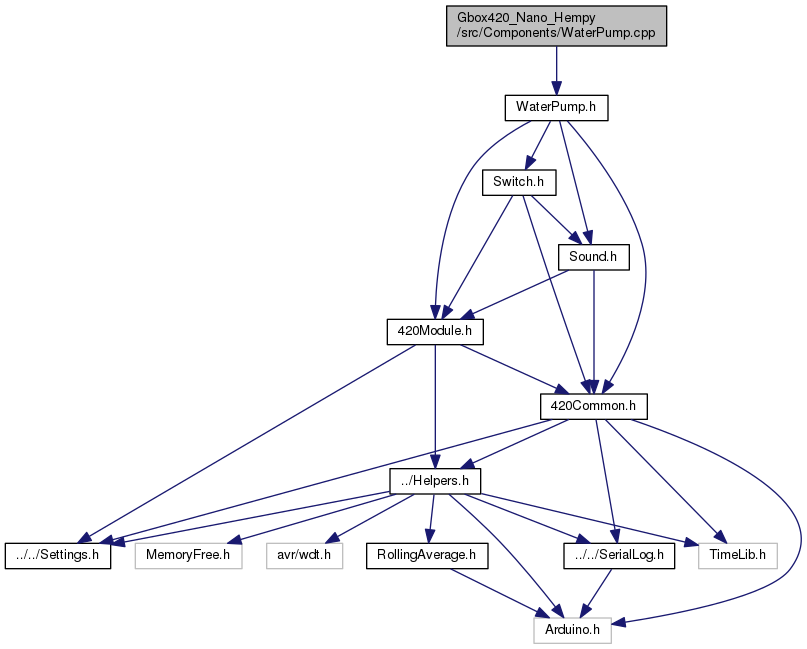 Gbox420_Nano_Hempy
/src/Components/WaterPump.cpp
WaterPump.h
Switch.h
Sound.h
420Module.h
420Common.h
../Helpers.h
../../Settings.h
MemoryFree.h
avr/wdt.h
RollingAverage.h
../../SerialLog.h
TimeLib.h
Arduino.h